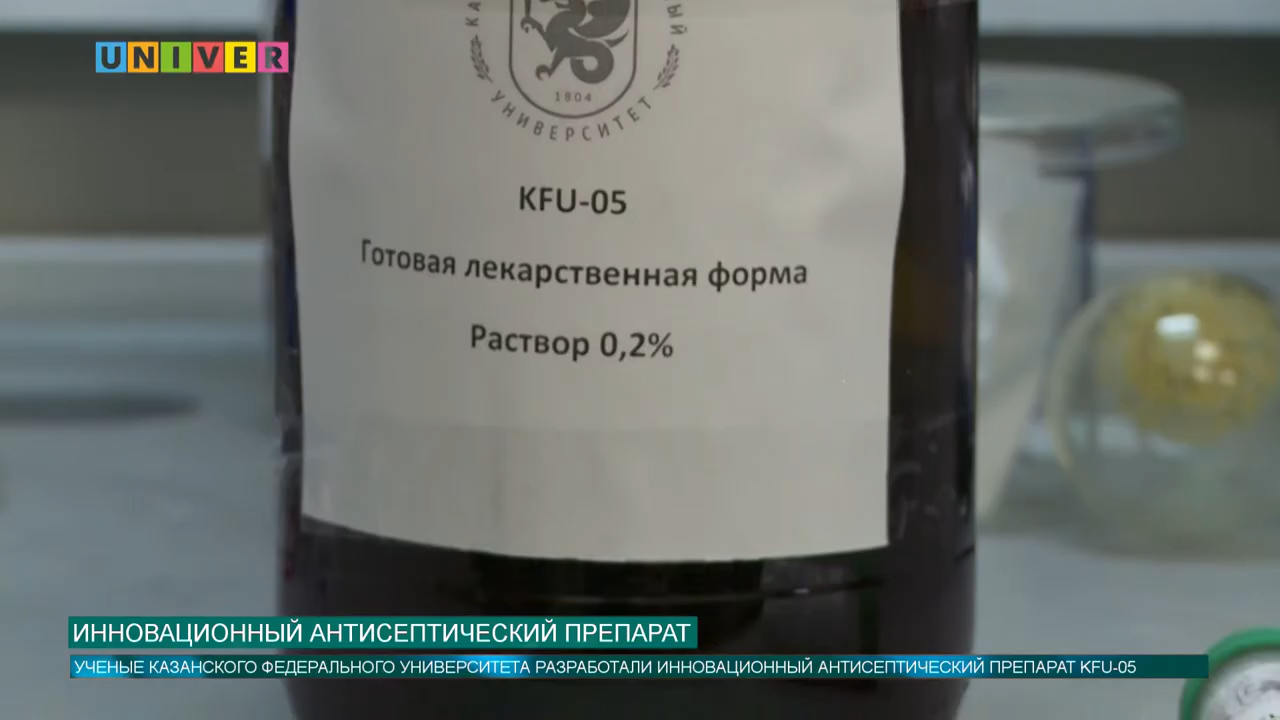 UNIVER
1804
УНИВЕРСИТЕТ
KFU-05
Готовая лекарственная форма
Раствор 0,2%
ИННОВАЦИОННЫЙ АНТИСЕПТИЧЕСКИЙ ПРЕПАРАТ
УЧЕНЫЕ КАЗАНСКОГО ФЕДЕРАЛЬНОГО УНИВЕРСИТЕТА РАЗРАБОТАЛИ ИННОВАЦИОННЫЙ АНТИСЕПТИЧЕСКИЙ ПРЕПАРАТ KFU-05